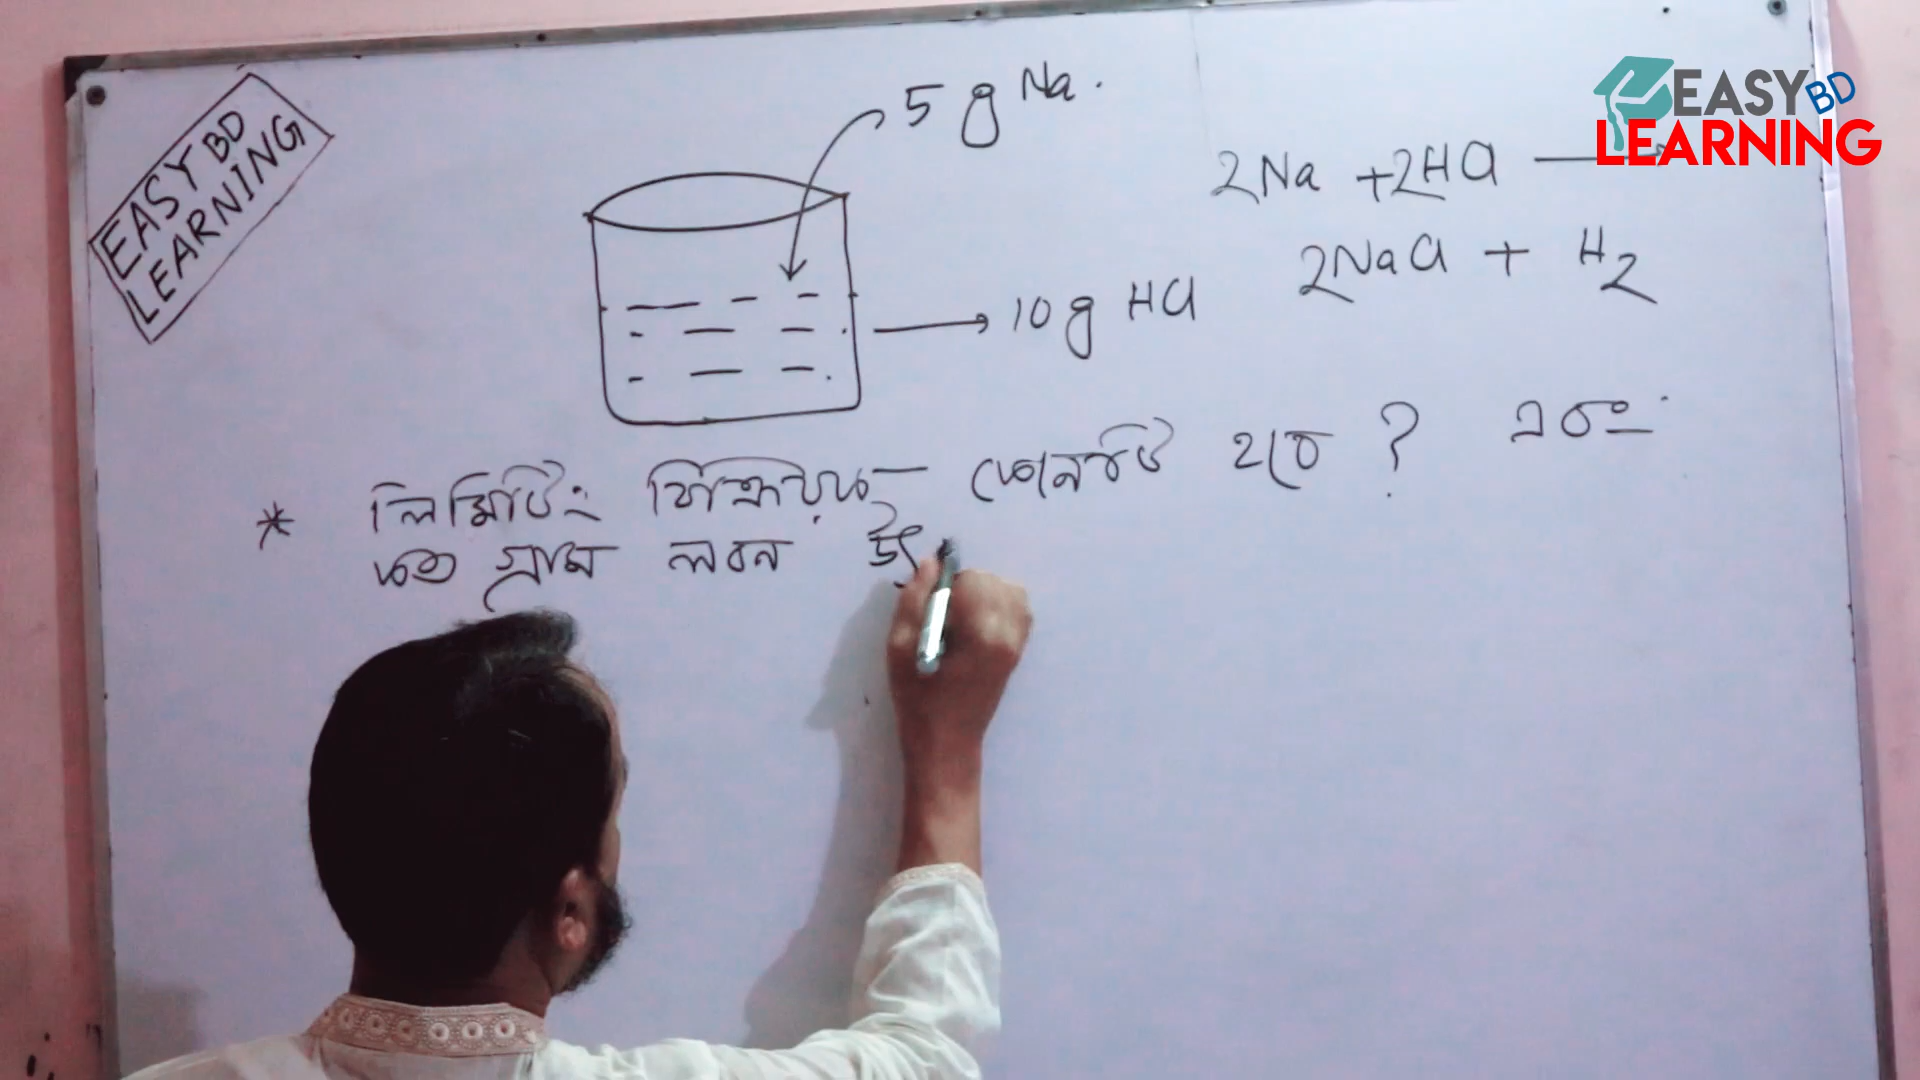 EASY BD
LEARNING
5 g Na.
EASY BD
LEARNING
2Na + 2HCl ⟶
2NaCl + H2
10 g HCl
* লিমিটিং বিক্রিয়ক কোনটি হবে ? এবং
কত গ্রাম লবন উৎ